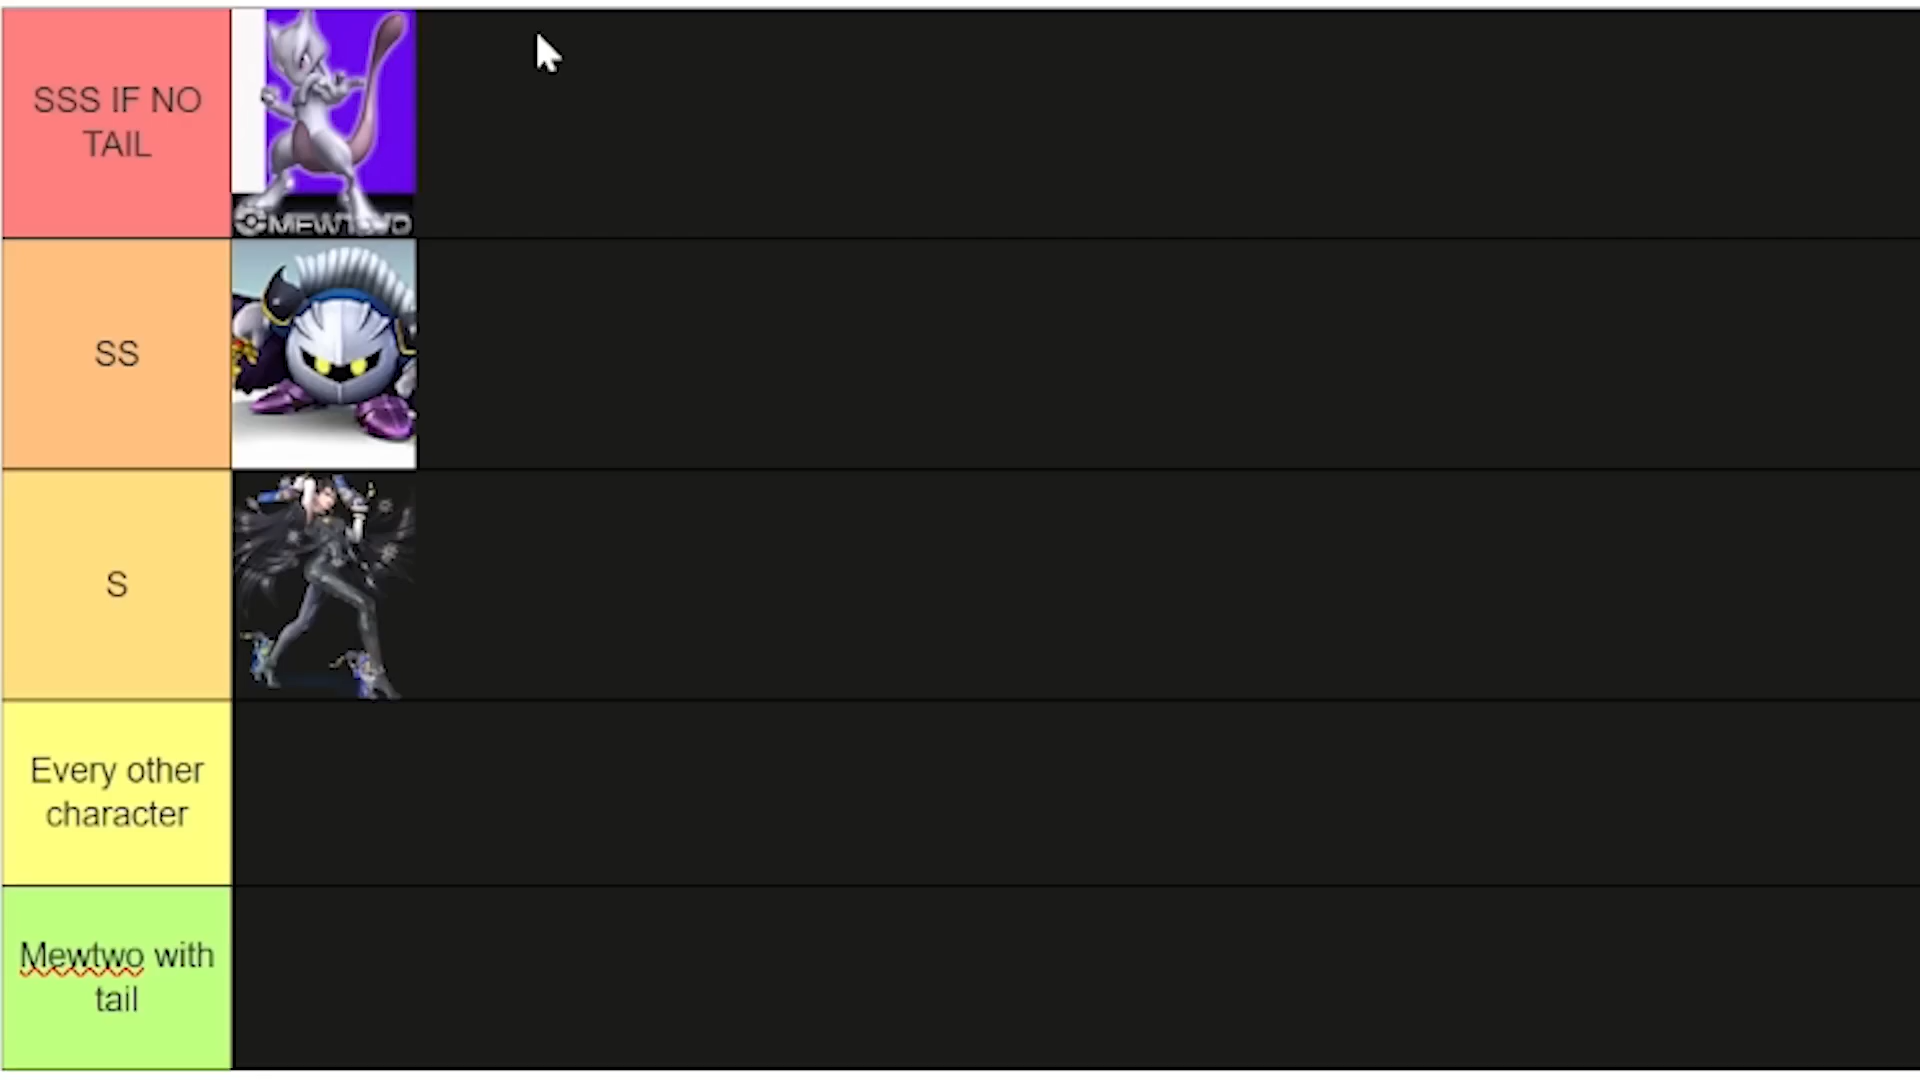 SSS IF NO
TAIL
MEWTWO
SS
S
Every other
character
Mewtwo with
tail